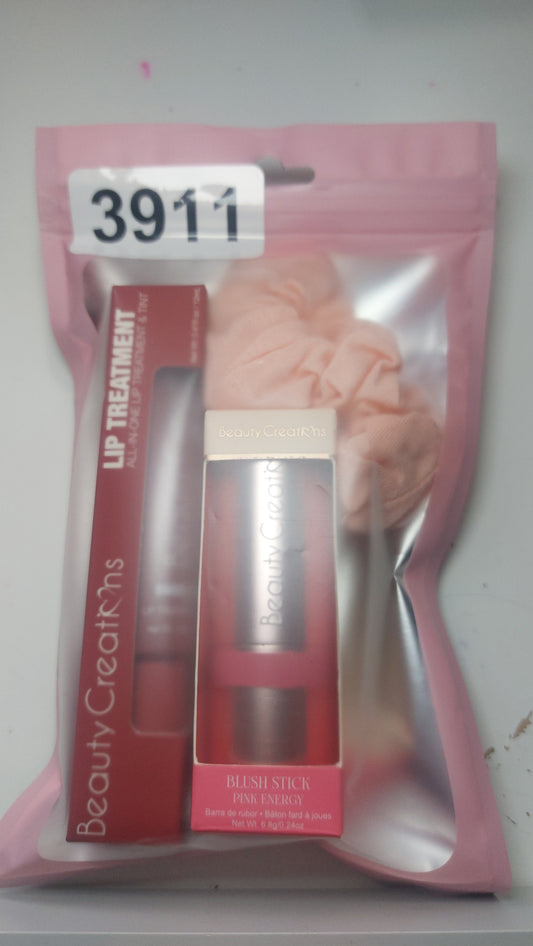 3911
LIP TREATMENT
ALL-IN-ONE LIP TREATMENT & TINT
Beauty Creations
Beauty Creations
Beauty Creat
BLUSH STICK
PINK ENERGY
Barra de rubor • Bâton fard à joues
Net Wt. 6.8g/0.24oz